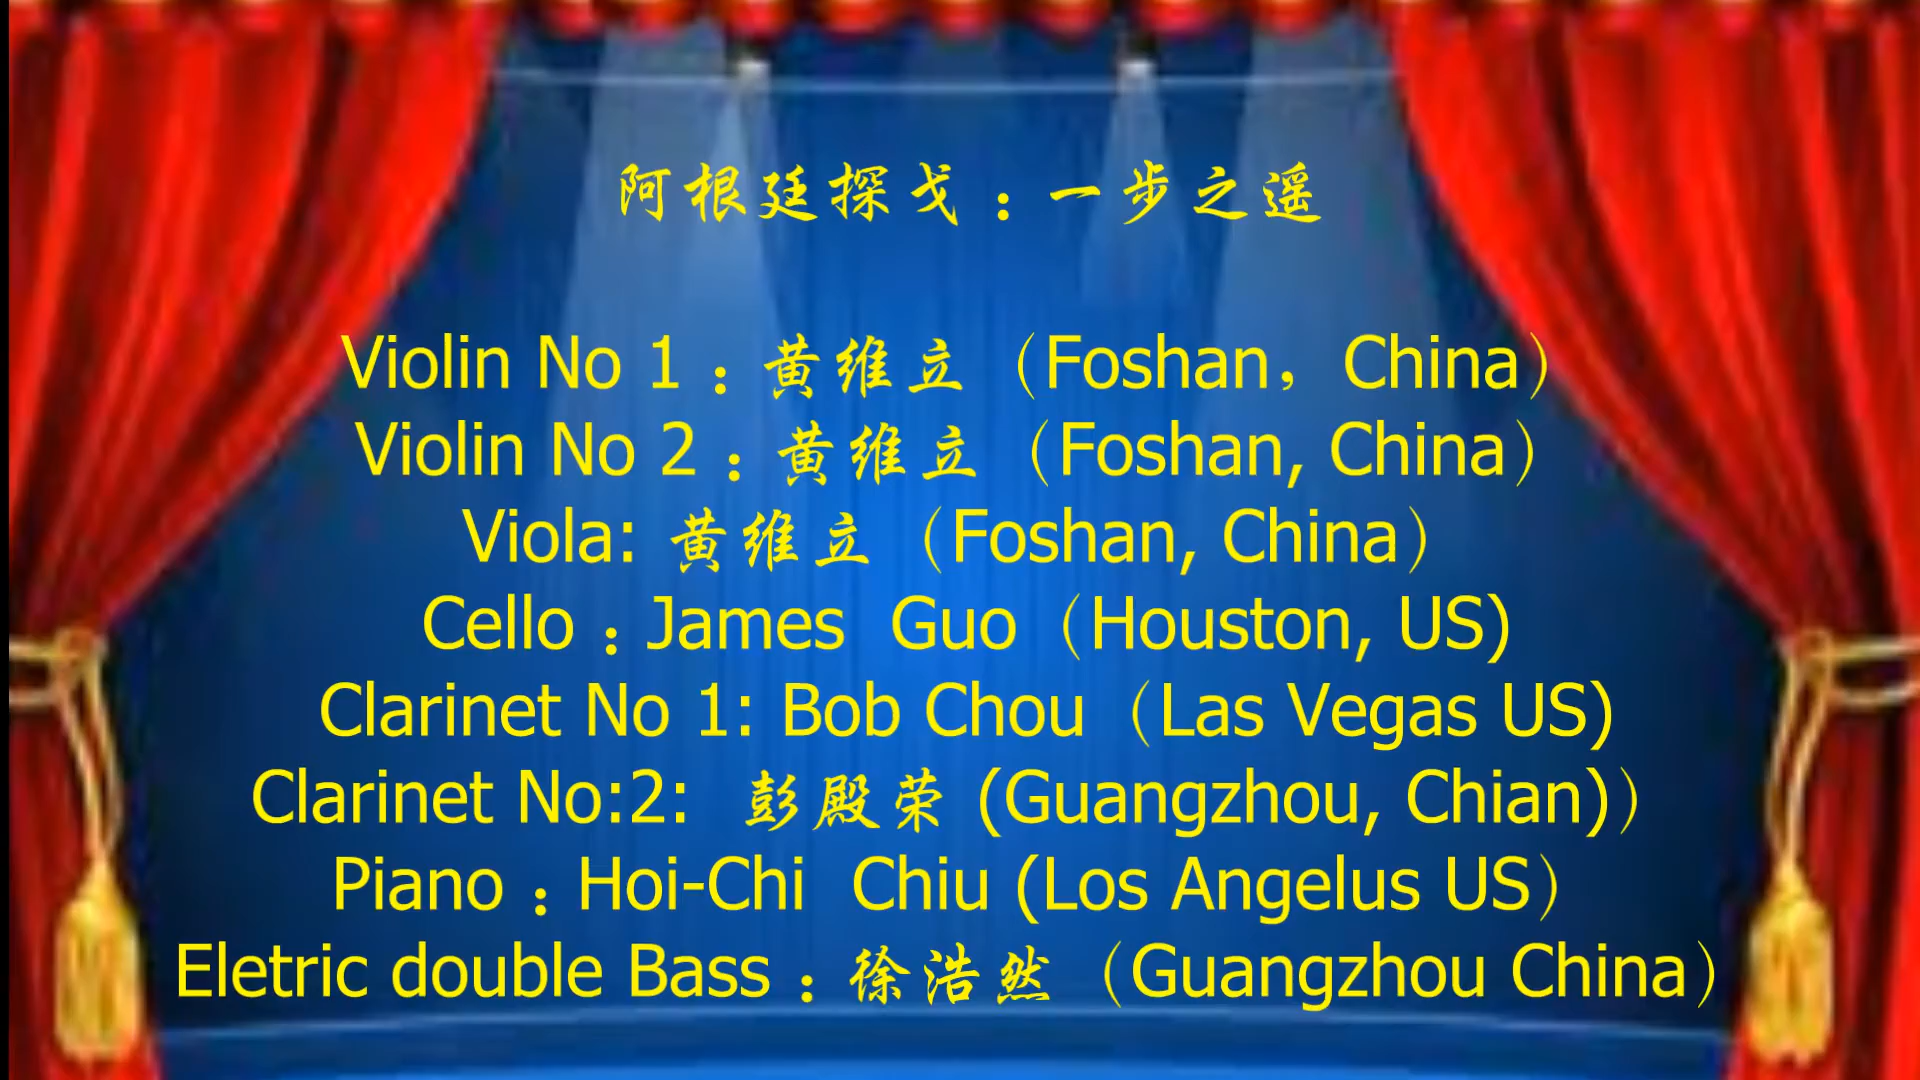 阿根廷探戈：一步之遥
Violin No 1：黄维立（Foshan，China）
Violin No 2：黄维立（Foshan, China）
Viola: 黄维立（Foshan, China）
Cello：James Guo（Houston, US)
Clarinet No 1: Bob Chou（Las Vegas US)
Clarinet No:2: 彭殿荣 (Guangzhou, Chian)）
Piano：Hoi-Chi Chiu (Los Angelus US）
Eletric double Bass：徐浩然（Guangzhou China）